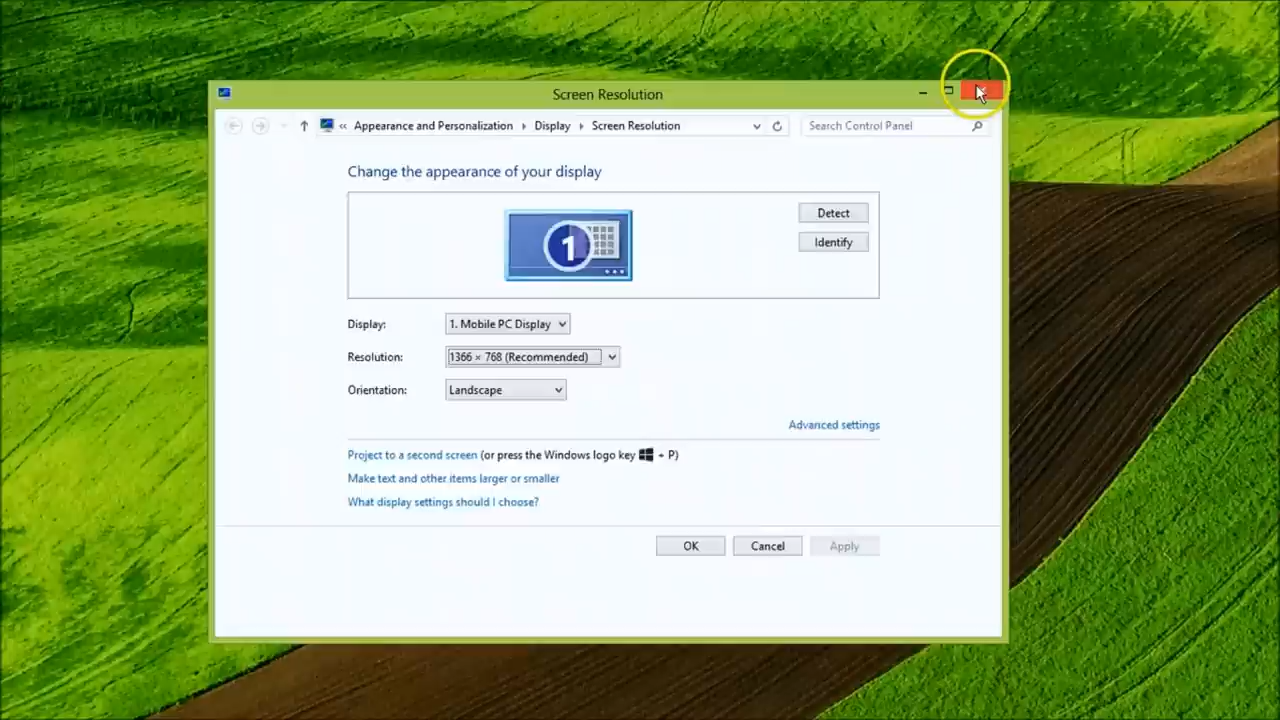 Screen Resolution
« Appearance and Personalization Display Screen Resolution Search Control Panel
Change the appearance of your display
1
Detect
Identify
Display: 1. Mobile PC Display
Resolution: 1366 × 768 (Recommended)
Orientation: Landscape
Advanced settings
Project to a second screen (or press the Windows logo key + P)
Make text and other items larger or smaller
What display settings should I choose?
OK Cancel Apply